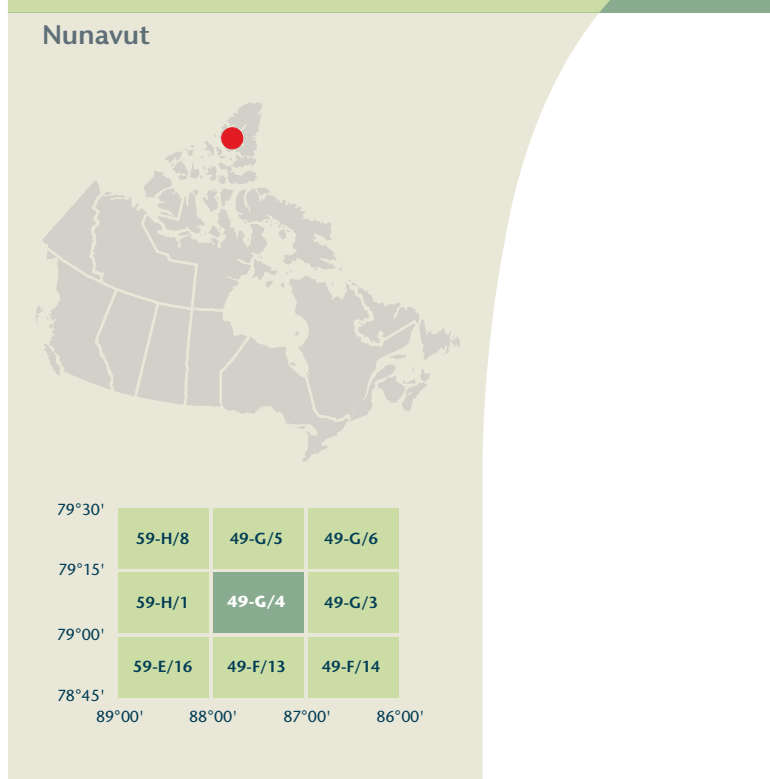 Nunavut
79°30'
59-H/8 49-G/5 49-G/6
79°15'
59-H/1 49-G/4 49-G/3
79°00'
59-E/16 49-F/13 49-F/14
78°45'
89°00' 88°00' 87°00' 86°00'